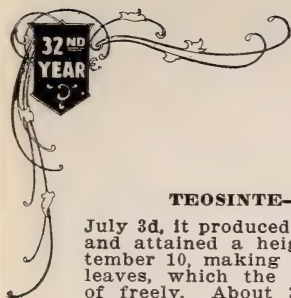 32ND
YEAR
TEOSINTE—
July 3d, it produced
and attained a heig
tember 10, making
leaves, which the
of freely. About